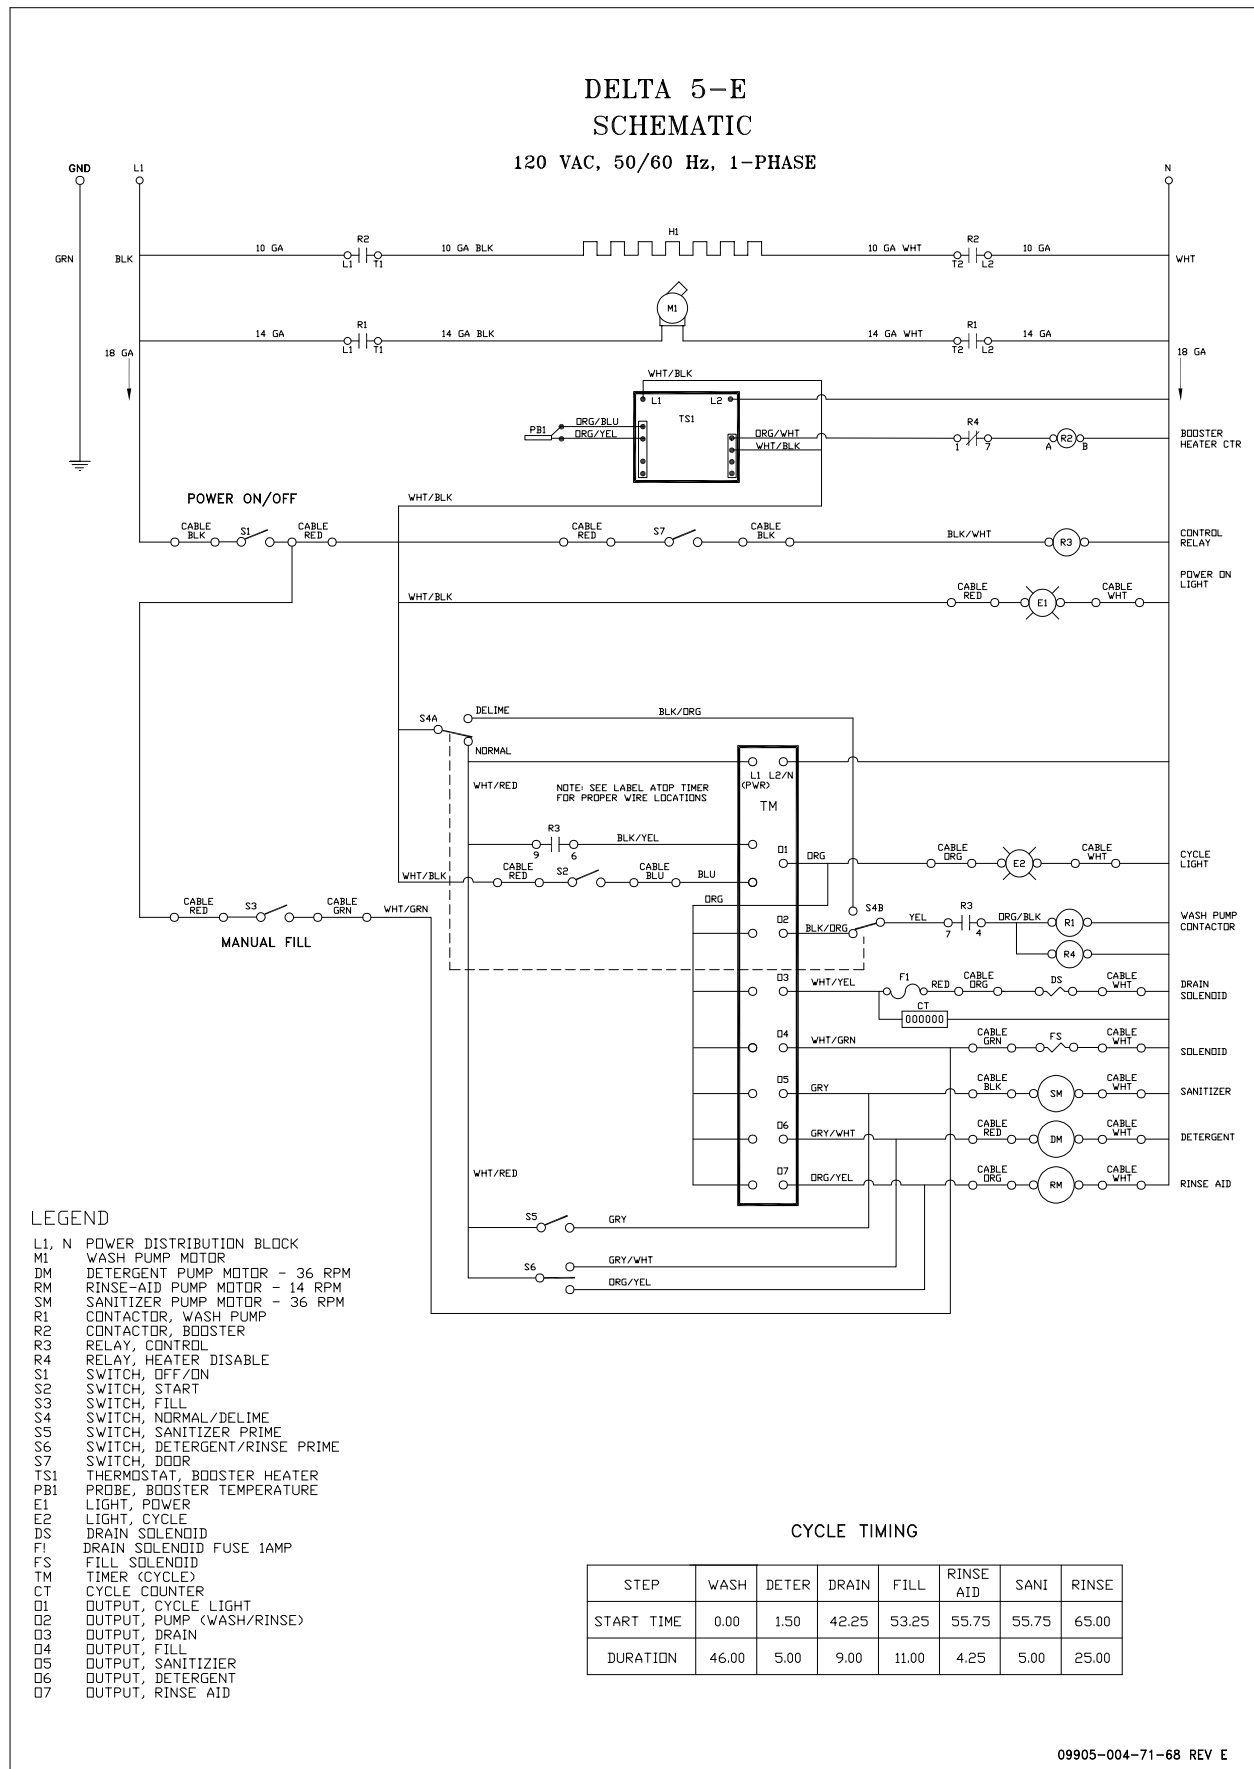 DELTA 5-E
SCHEMATIC
120 VAC, 50/60 Hz, 1-PHASE
GND
L1
N
GRN
BLK
10 GA
R2
L1
T1
10 GA BLK
H1
10 GA WHT
R2
T2
L2
10 GA
WHT
14 GA
R1
L1
T1
14 GA BLK
M1
14 GA WHT
R1
T2
L2
14 GA
18 GA
18 GA
WHT/BLK
L1
L2
TS1
PB1
ORG/BLU
ORG/YEL
ORG/WHT
WHT/BLK
R4
1
7
A
R2
B
BOOSTER
HEATER CTR
POWER ON/OFF
WHT/BLK
CABLE
BLK
S1
CABLE
RED
CABLE
RED
S7
CABLE
BLK
BLK/WHT
R3
CONTROL
RELAY
WHT/BLK
CABLE
RED
E1
CABLE
WHT
POWER ON
LIGHT
S4A
DELIME
BLK/ORG
NORMAL
WHT/RED
NOTE: SEE LABEL ATOP TIMER
FOR PROPER WIRE LOCATIONS
L1 L2/N
(PWR)
TM
R3
9
6
BLK/YEL
O1
ORG
CABLE
ORG
E2
CABLE
WHT
CYCLE
LIGHT
WHT/BLK
CABLE
RED
S2
CABLE
BLU
BLU
ORG
CABLE
RED
S3
CABLE
GRN
WHT/GRN
MANUAL FILL
O2
BLK/ORG
S4B
YEL
R3
7
4
ORG/BLK
R1
R4
WASH PUMP
CONTACTOR
O3
WHT/YEL
F1
RED
CABLE
ORG
DS
CABLE
WHT
DRAIN
SOLENOID
CT
000000
O4
WHT/GRN
CABLE
GRN
FS
CABLE
WHT
SOLENOID
O5
GRY
CABLE
BLK
SM
CABLE
WHT
SANITIZER
O6
GRY/WHT
CABLE
RED
DM
CABLE
WHT
DETERGENT
O7
ORG/YEL
CABLE
ORG
RM
CABLE
WHT
RINSE AID
WHT/RED
S5
GRY
S6
GRY/WHT
ORG/YEL
LEGEND
L1, N POWER DISTRIBUTION BLOCK
M1 WASH PUMP MOTOR
DM DETERGENT PUMP MOTOR - 36 RPM
RM RINSE-AID PUMP MOTOR - 14 RPM
SM SANITIZER PUMP MOTOR - 36 RPM
R1 CONTACTOR, WASH PUMP
R2 CONTACTOR, BOOSTER
R3 RELAY, CONTROL
R4 RELAY, HEATER DISABLE
S1 SWITCH, OFF/ON
S2 SWITCH, START
S3 SWITCH, FILL
S4 SWITCH, NORMAL/DELIME
S5 SWITCH, SANITIZER PRIME
S6 SWITCH, DETERGENT/RINSE PRIME
S7 SWITCH, DOOR
TS1 THERMOSTAT, BOOSTER HEATER
PB1 PROBE, BOOSTER TEMPERATURE
E1 LIGHT, POWER
E2 LIGHT, CYCLE
DS DRAIN SOLENOID
F! DRAIN SOLENOID FUSE 1AMP
FS FILL SOLENOID
TM TIMER (CYCLE)
CT CYCLE COUNTER
O1 OUTPUT, CYCLE LIGHT
O2 OUTPUT, PUMP (WASH/RINSE)
O3 OUTPUT, DRAIN
O4 OUTPUT, FILL
O5 OUTPUT, SANITIZIER
O6 OUTPUT, DETERGENT
O7 OUTPUT, RINSE AID
CYCLE TIMING
STEP WASH DETER DRAIN FILL RINSE AID SANI RINSE
START TIME 0.00 1.50 42.25 53.25 55.75 55.75 65.00
DURATION 46.00 5.00 9.00 11.00 4.25 5.00 25.00
09905-004-71-68 REV E